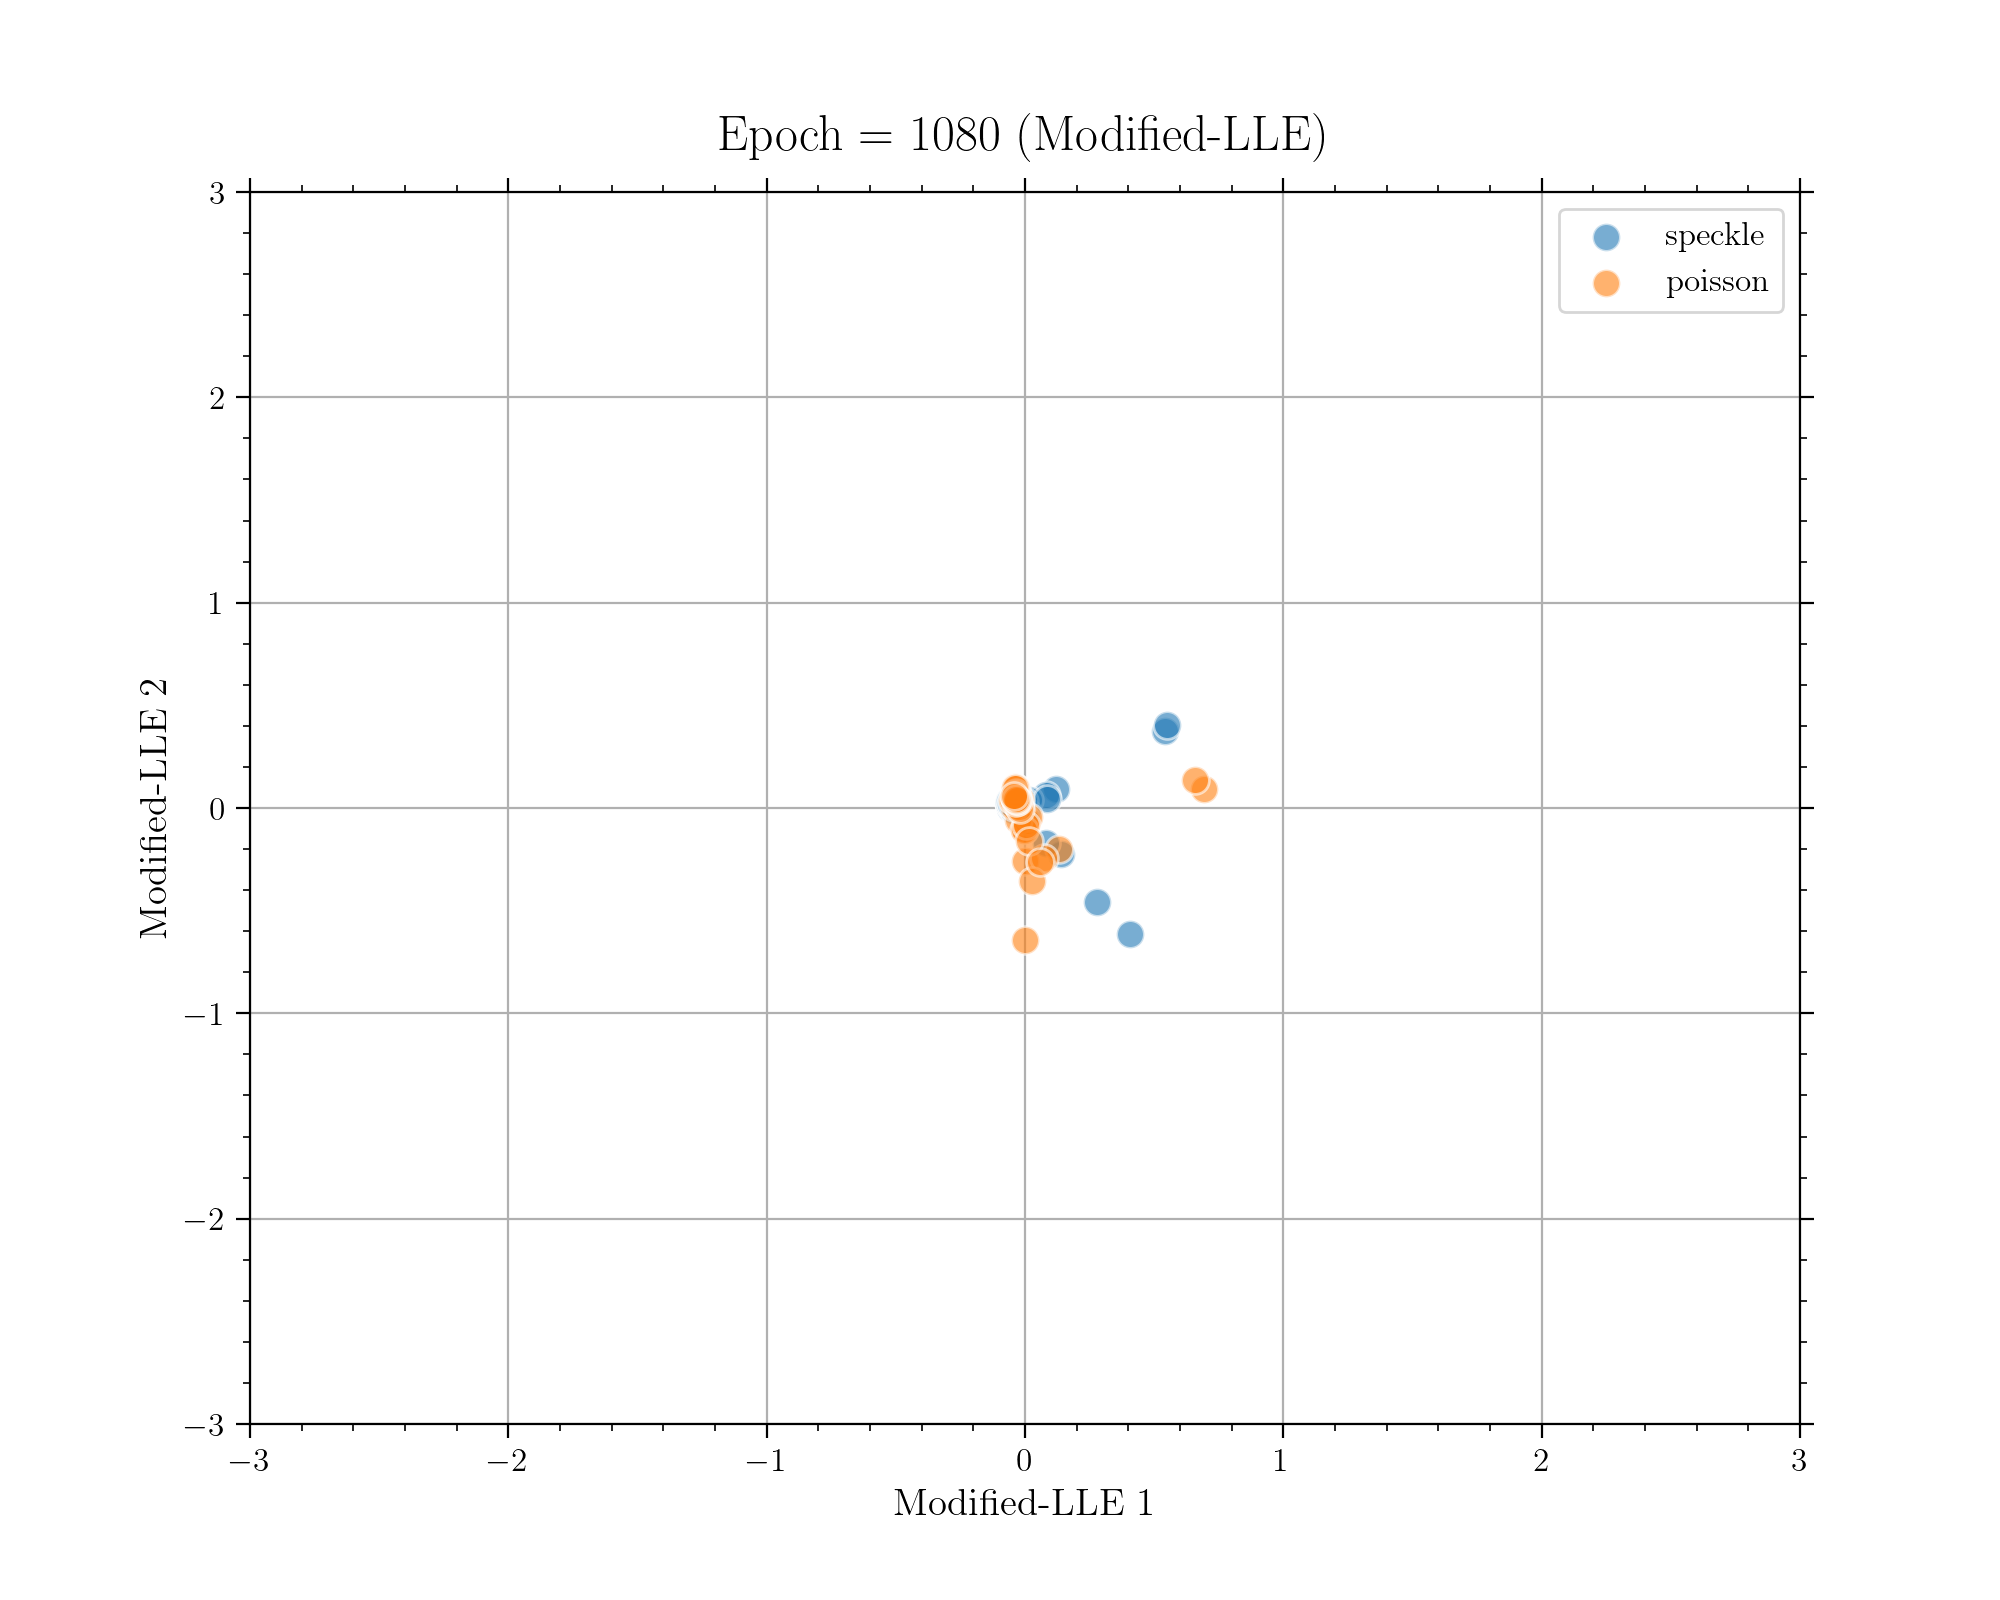 Epoch = 1080 (Modified-LLE)
speckle
poisson
3
2
1
0
−1
−2
−3
Modified-LLE 2
−3 −2 −1 0 1 2 3
Modified-LLE 1